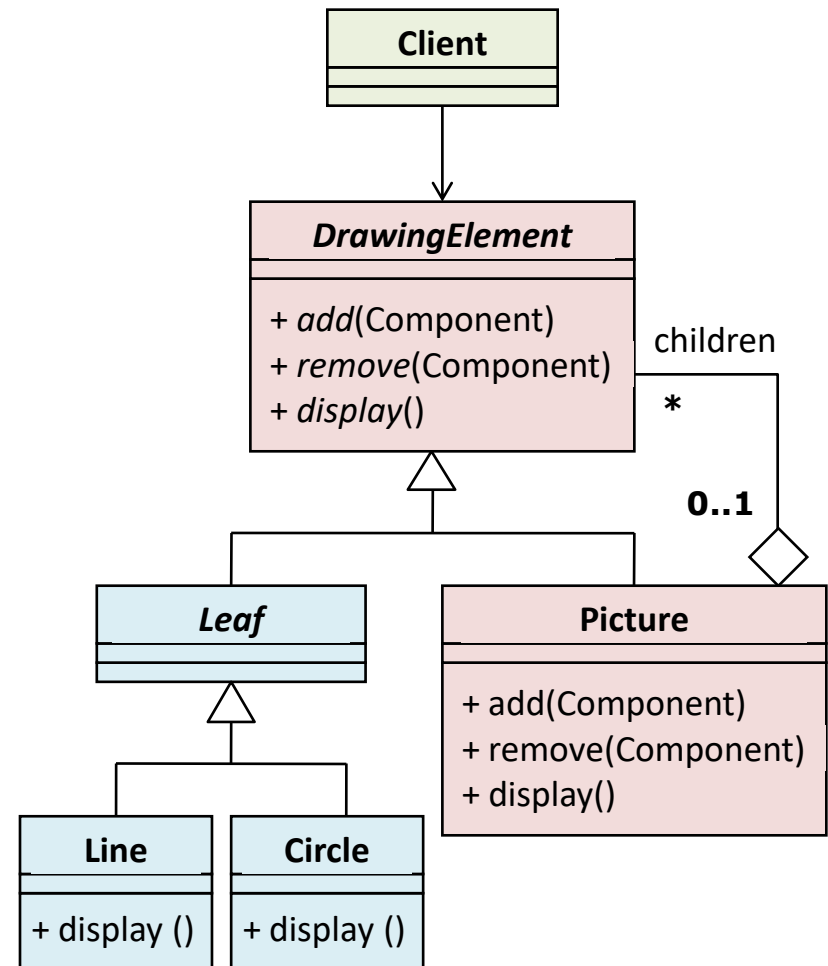 Client
DrawingElement
+ add(Component)
+ remove(Component)
+ display()
children
*
0..1
Leaf
Picture
+ add(Component)
+ remove(Component)
+ display()
Line
+ display ()
Circle
+ display ()